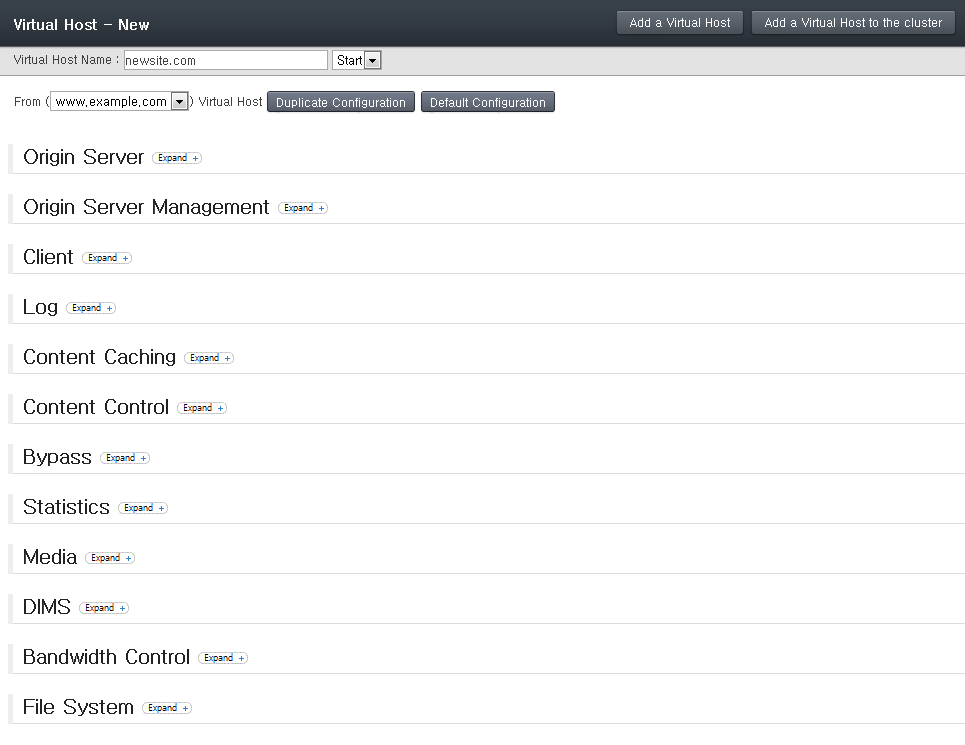 Virtual Host - New Add a Virtual Host Add a Virtual Host to the cluster
Virtual Host Name : newsite.com Start
From ( www.example.com ) Virtual Host Duplicate Configuration Default Configuration
Origin Server Expand +
Origin Server Management Expand +
Client Expand +
Log Expand +
Content Caching Expand +
Content Control Expand +
Bypass Expand +
Statistics Expand +
Media Expand +
DIMS Expand +
Bandwidth Control Expand +
File System Expand +